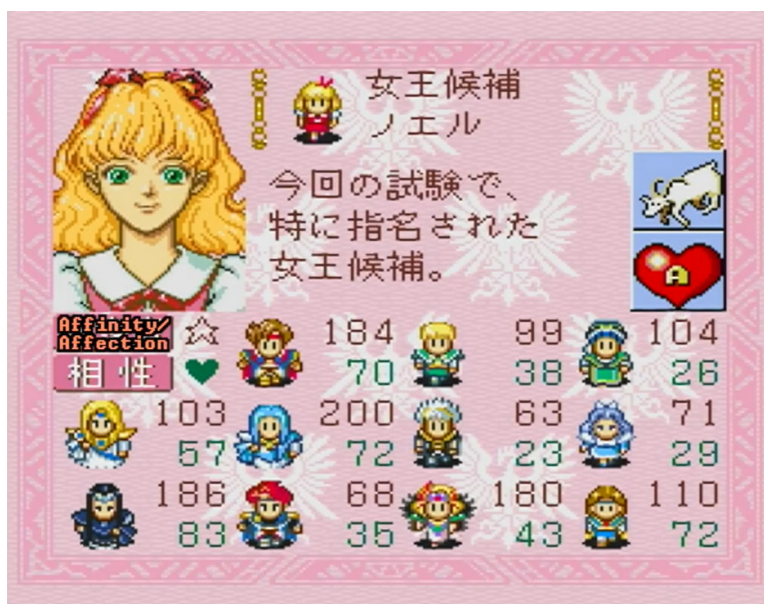 女王候補
ノエル
今回の試験で、
特に指名された
女王候補。
A
Affinity/
Affection
相性
☆ 184 99 104
♥ 70 38 26
103 200 63 71
57 72 23 29
186 68 180 110
83 35 43 72